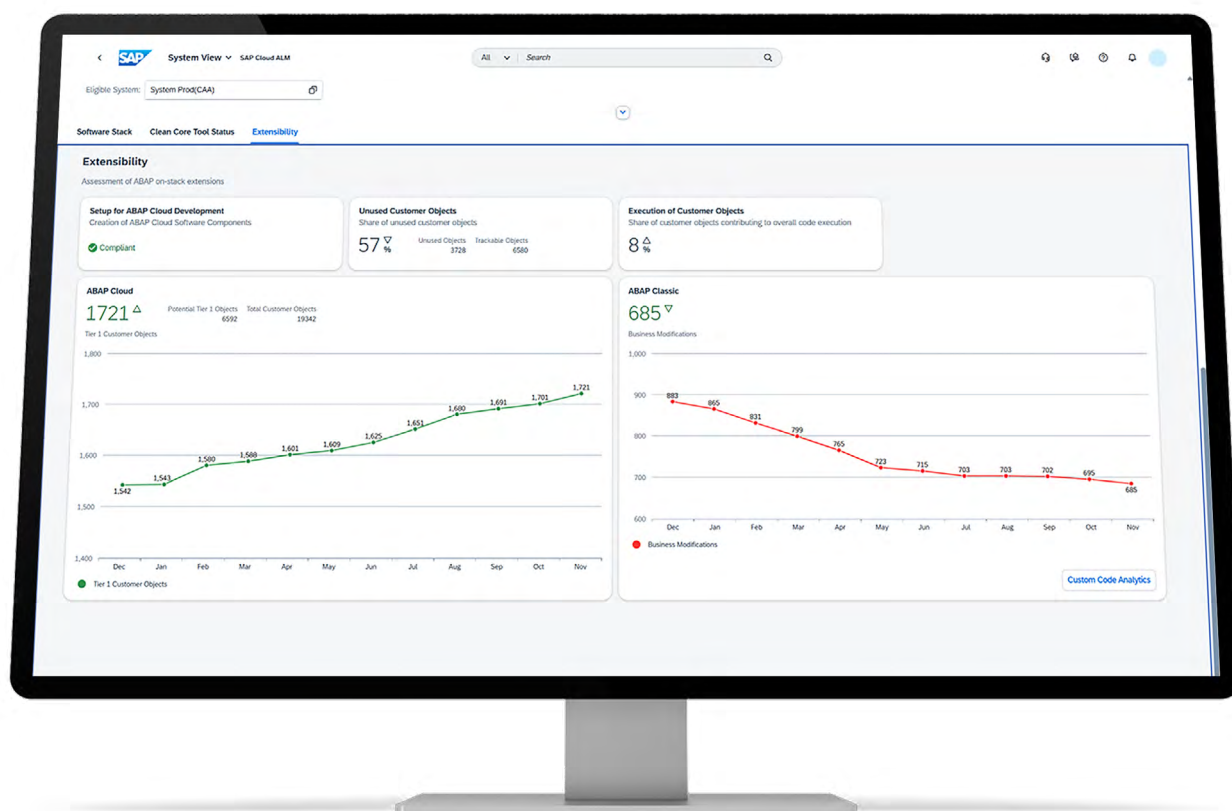 SAP System View SAP Cloud ALM All Search
Eligible System: System Prod(CAA)
Software Stack Clean Core Tool Status Extensibility
Extensibility
Assessment of ABAP on-stack extensions
Setup for ABAP Cloud Development
Creation of ABAP Cloud Software Components
Compliant
Unused Customer Objects
Share of unused customer objects
57 % Unused Objects 3728 Trackable Objects 6580
Execution of Customer Objects
Share of customer objects contributing to overall code execution
8 %
ABAP Cloud
1721 Potential Tier 1 Objects 6592 Total Customer Objects 19342
Tier 1 Customer Objects
1,800
1,700
1,600
1,500
1,400
1,542 1,543 1,580 1,588 1,601 1,609 1,625 1,651 1,680 1,691 1,701 1,721
Dec Jan Feb Mar Apr May Jun Jul Aug Sep Oct Nov
Tier 1 Customer Objects
ABAP Classic
685
Business Modifications
1,000
900
800
700
600
883 865 831 799 765 723 715 703 703 702 695 685
Dec Jan Feb Mar Apr May Jun Jul Aug Sep Oct Nov
Business Modifications
Custom Code Analytics